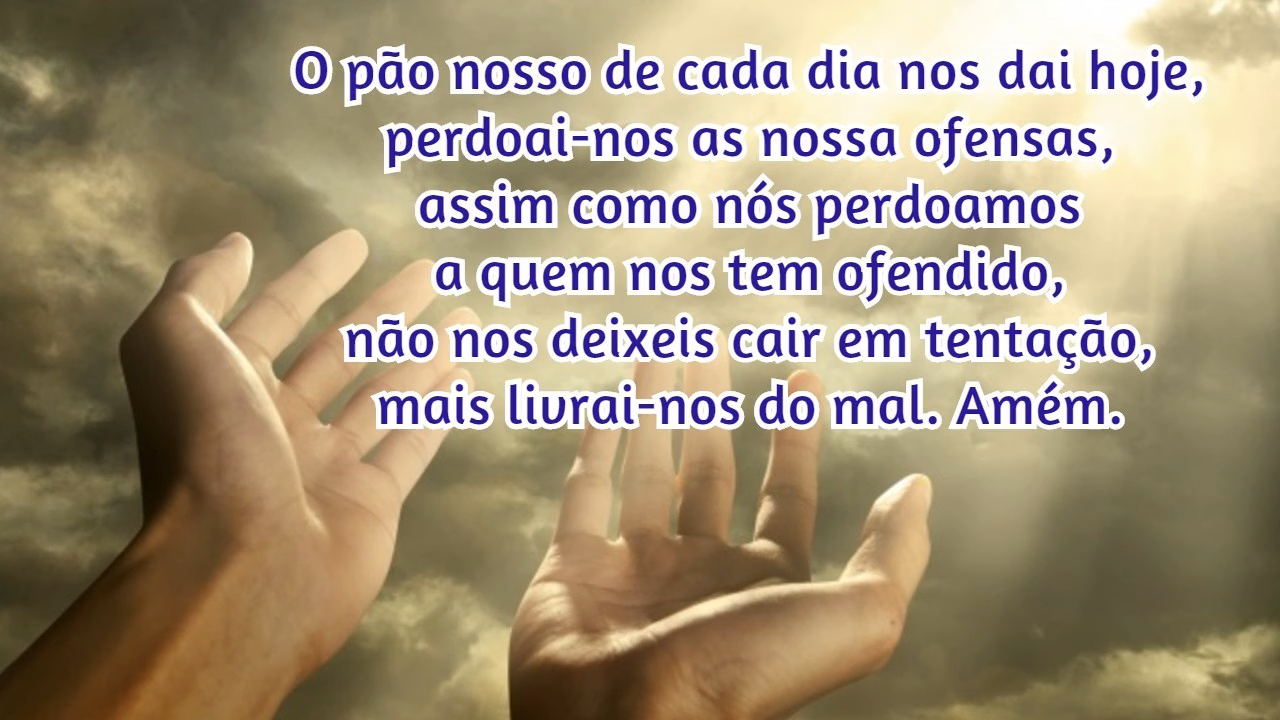 O pão nosso de cada dia nos dai hoje,
perdoai-nos as nossa ofensas,
assim como nós perdoamos
a quem nos tem ofendido,
não nos deixeis cair em tentação,
mais livrai-nos do mal. Amém.